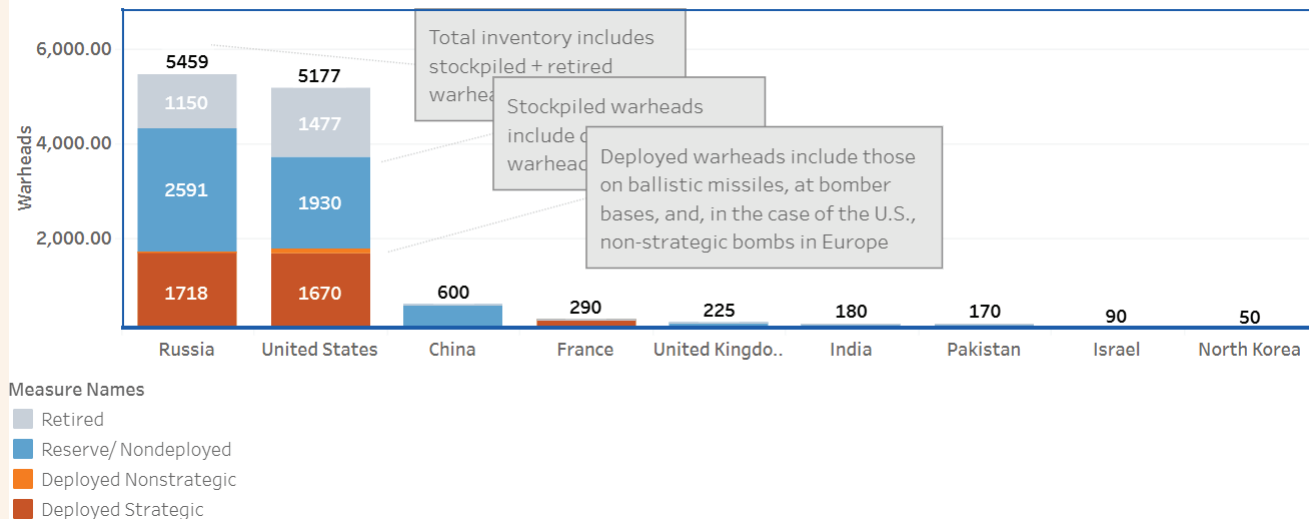 6,000.00
4,000.00
2,000.00
Warheads
5459
1150
2591
1718
5177
1477
1930
1670
600
290
225
180
170
90
50
Total inventory includes
stockpiled + retired
Stockpiled warheads
include
Deployed warheads include those
on ballistic missiles, at bomber
bases, and, in the case of the U.S.,
non-strategic bombs in Europe
Russia United States China France United Kingdo.. India Pakistan Israel North Korea
Measure Names
Retired
Reserve/ Nondeployed
Deployed Nonstrategic
Deployed Strategic